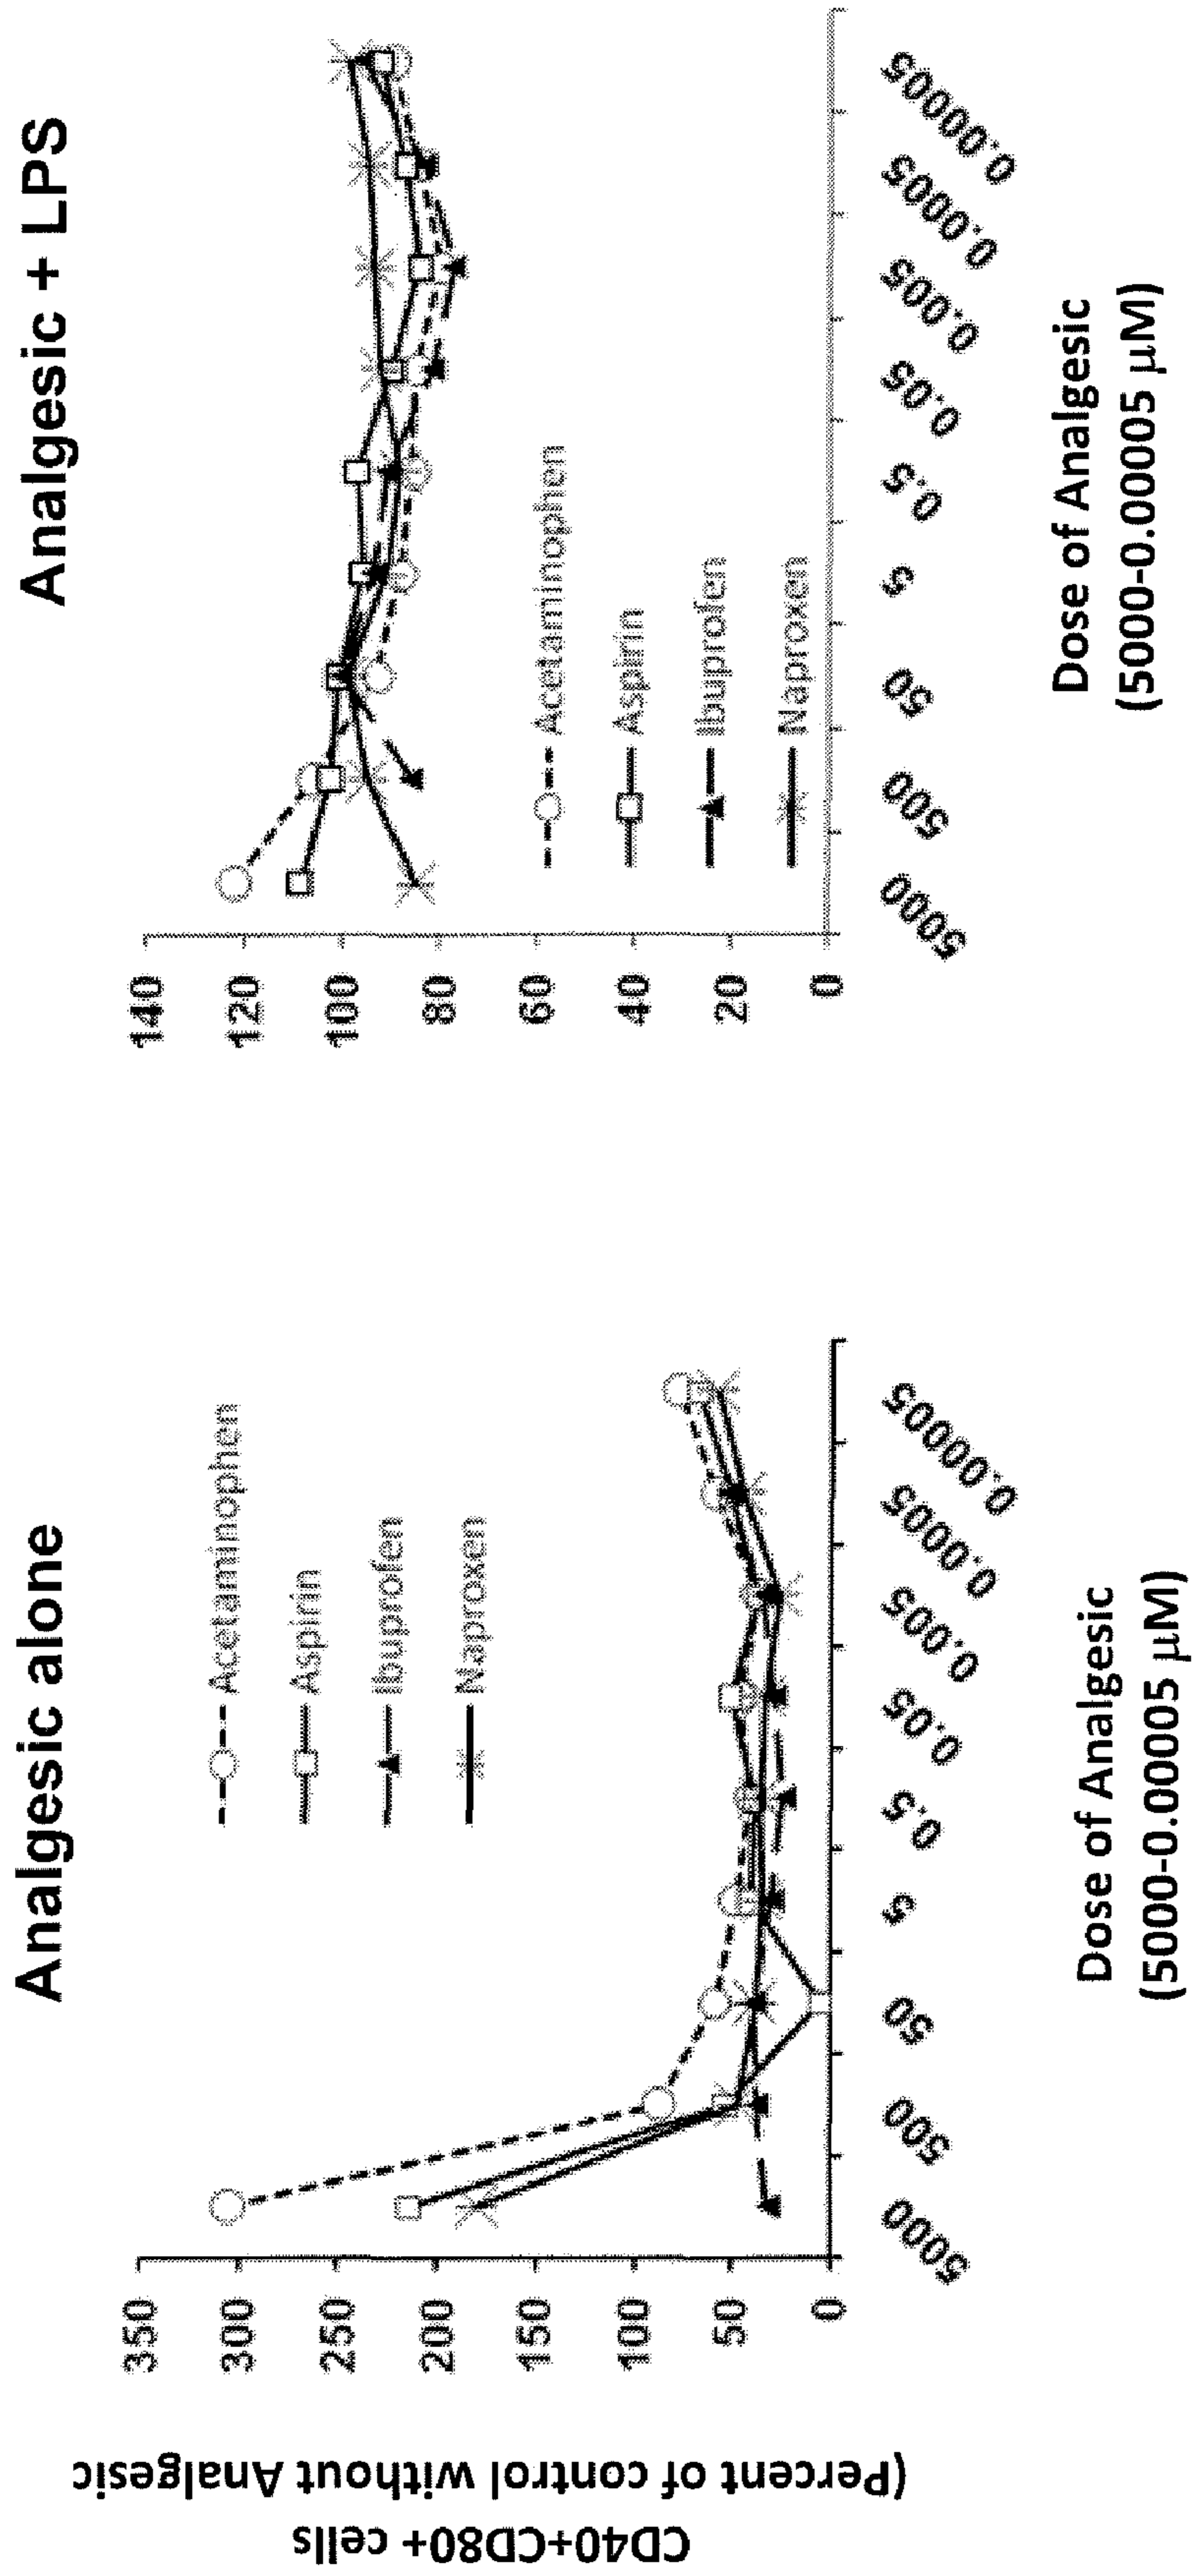 Analgesic alone
CD40+CD80+ cells
(Percent of control without Analgesic
350
300
250
200
150
100
50
0
Acetaminophen
Aspirin
Ibuprofen
Naproxen
5000
500
50
5
0.5
0.05
0.005
0.0005
0.00005
Dose of Analgesic
(5000-0.00005 µM)
Analgesic + LPS
140
120
100
80
60
40
20
0
Acetaminophen
Aspirin
Ibuprofen
Naproxen
5000
500
50
5
0.5
0.05
0.005
0.0005
0.00005
Dose of Analgesic
(5000-0.00005 µM)